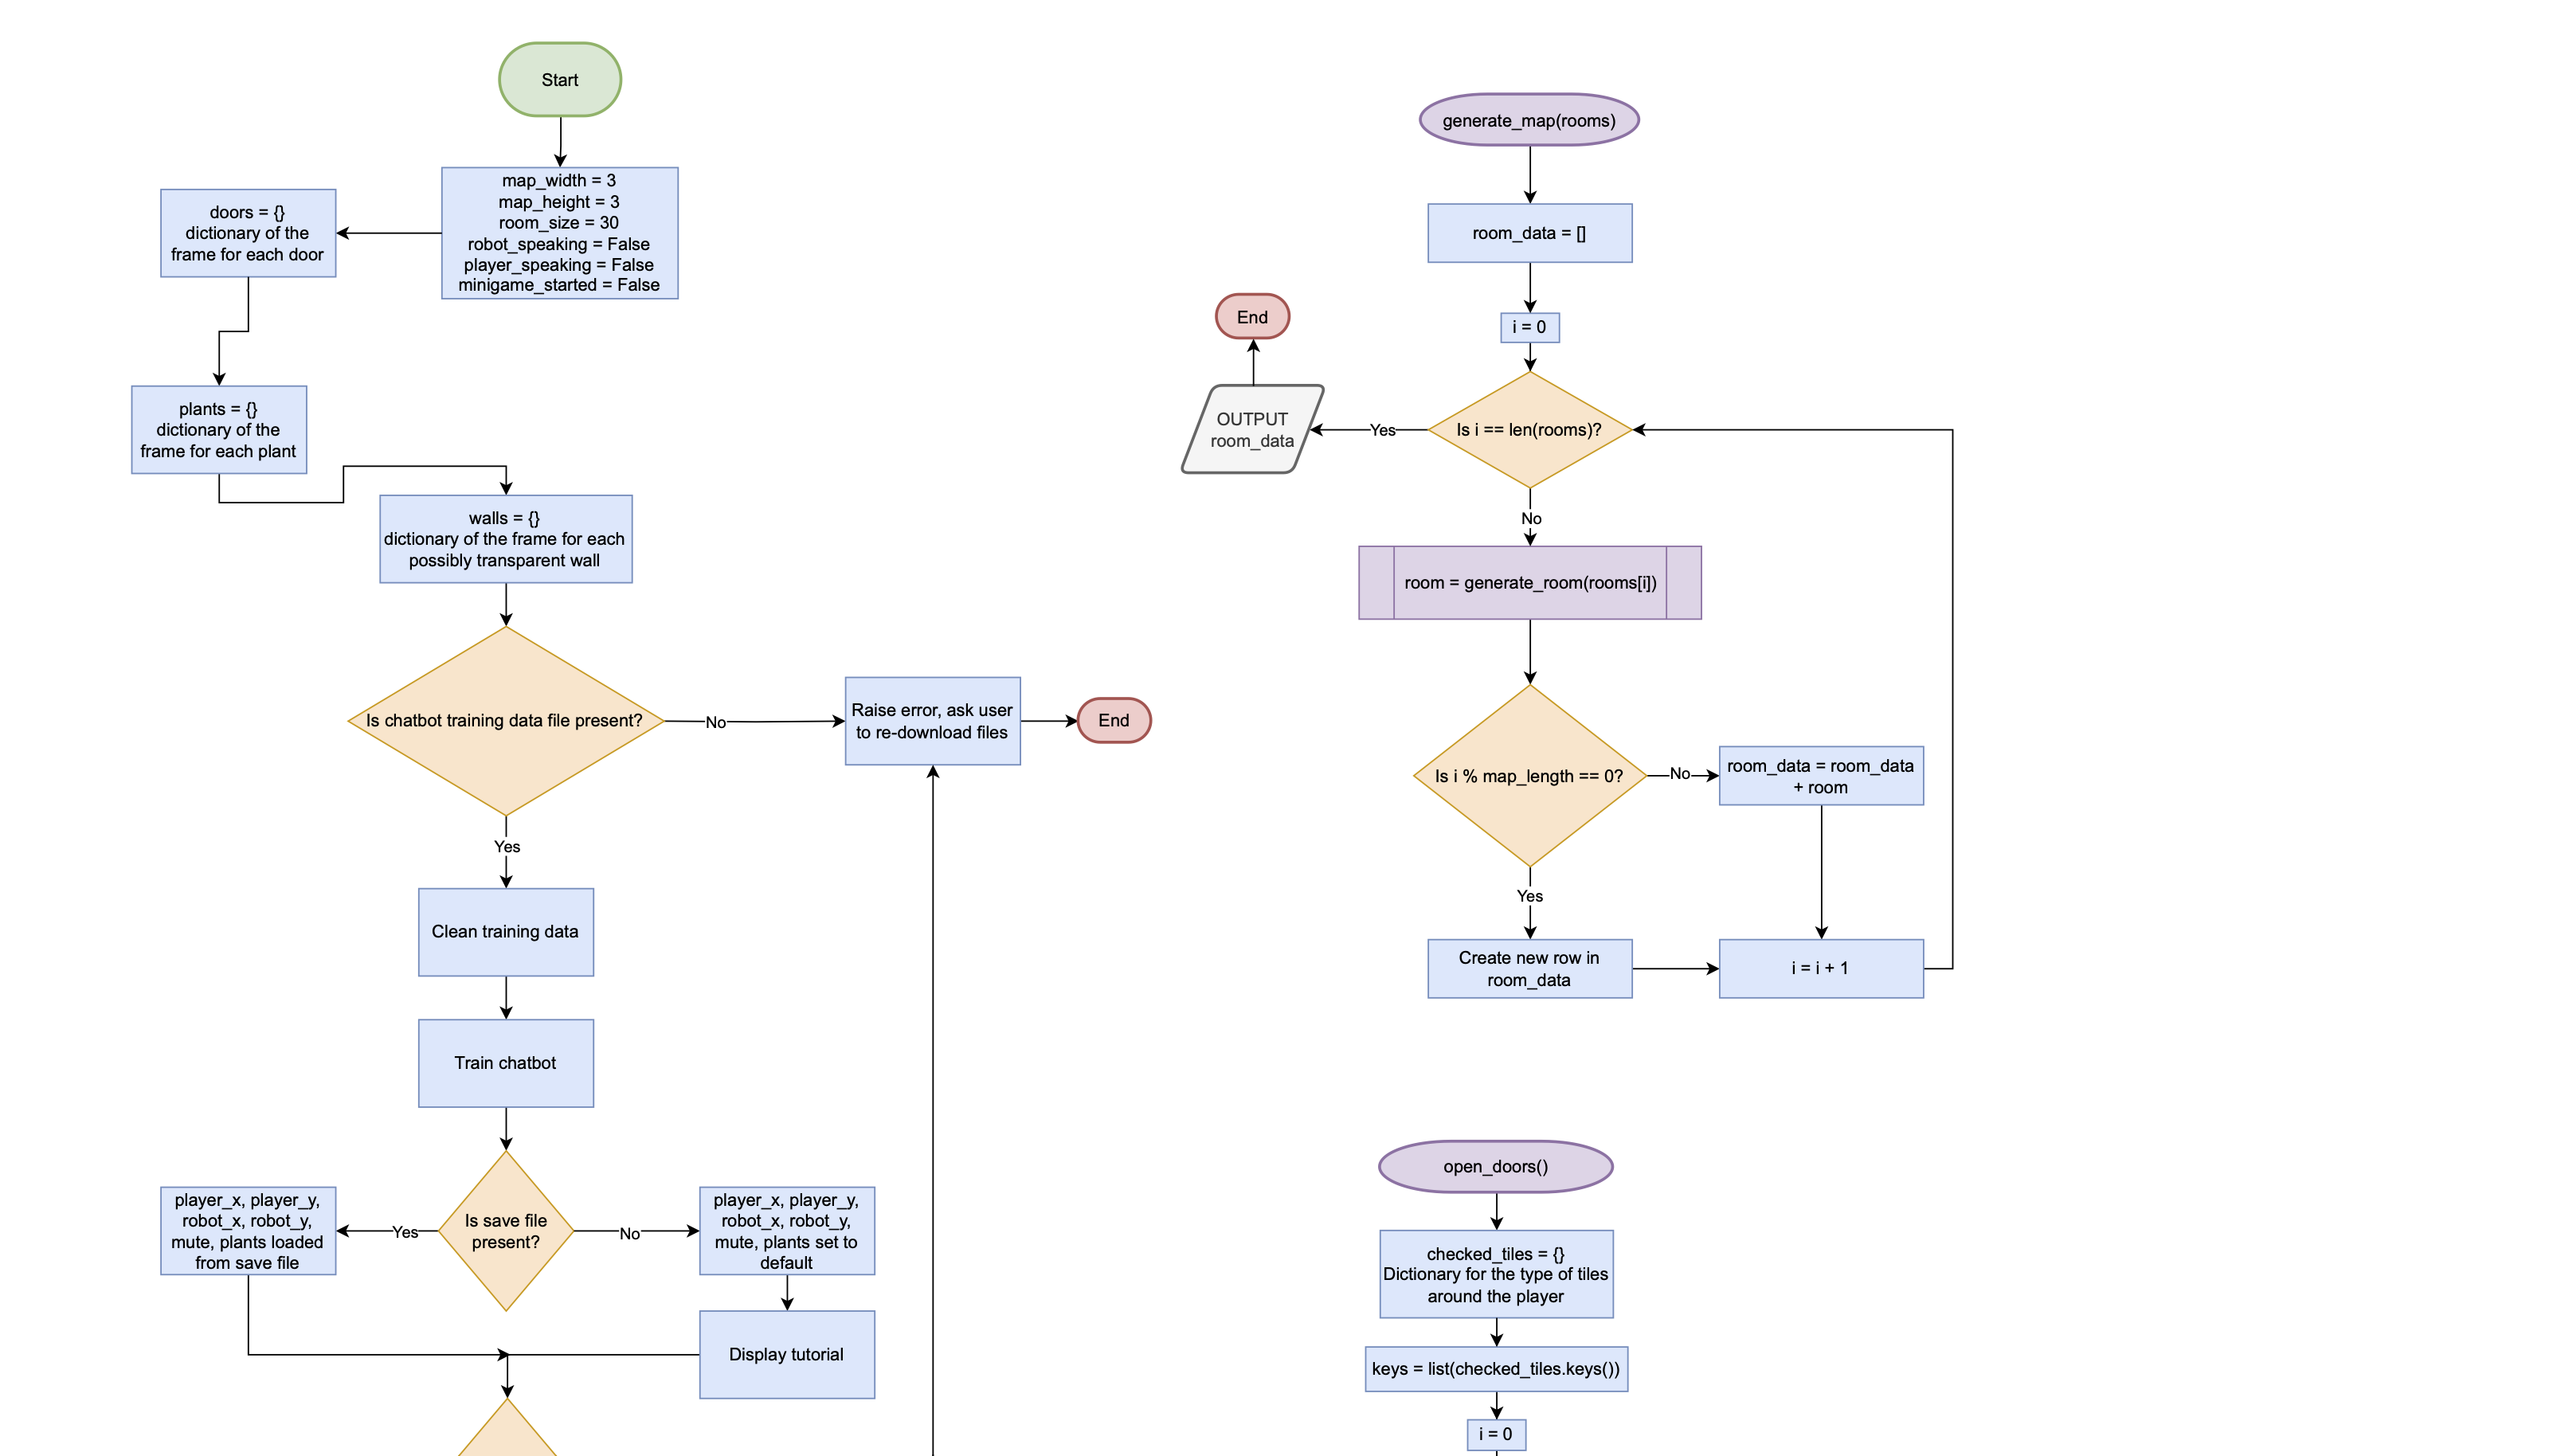 Start
map_width = 3
map_height = 3
room_size = 30
robot_speaking = False
player_speaking = False
minigame_started = False
doors = {}
dictionary of the
frame for each door
plants = {}
dictionary of the
frame for each plant
walls = {}
dictionary of the frame for each
possibly transparent wall
Is chatbot training data file present?
No
Raise error, ask user
to re-download files
End
Yes
Clean training data
Train chatbot
Is save file
present?
Yes
player_x, player_y,
robot_x, robot_y,
mute, plants loaded
from save file
No
player_x, player_y,
robot_x, robot_y,
mute, plants set to
default
Display tutorial
generate_map(rooms)
room_data = []
i = 0
Is i == len(rooms)?
Yes
OUTPUT
room_data
End
No
room = generate_room(rooms[i])
Is i % map_length == 0?
No
room_data = room_data
+ room
Yes
Create new row in
room_data
i = i + 1
open_doors()
checked_tiles = {}
Dictionary for the type of tiles
around the player
keys = list(checked_tiles.keys())
i = 0